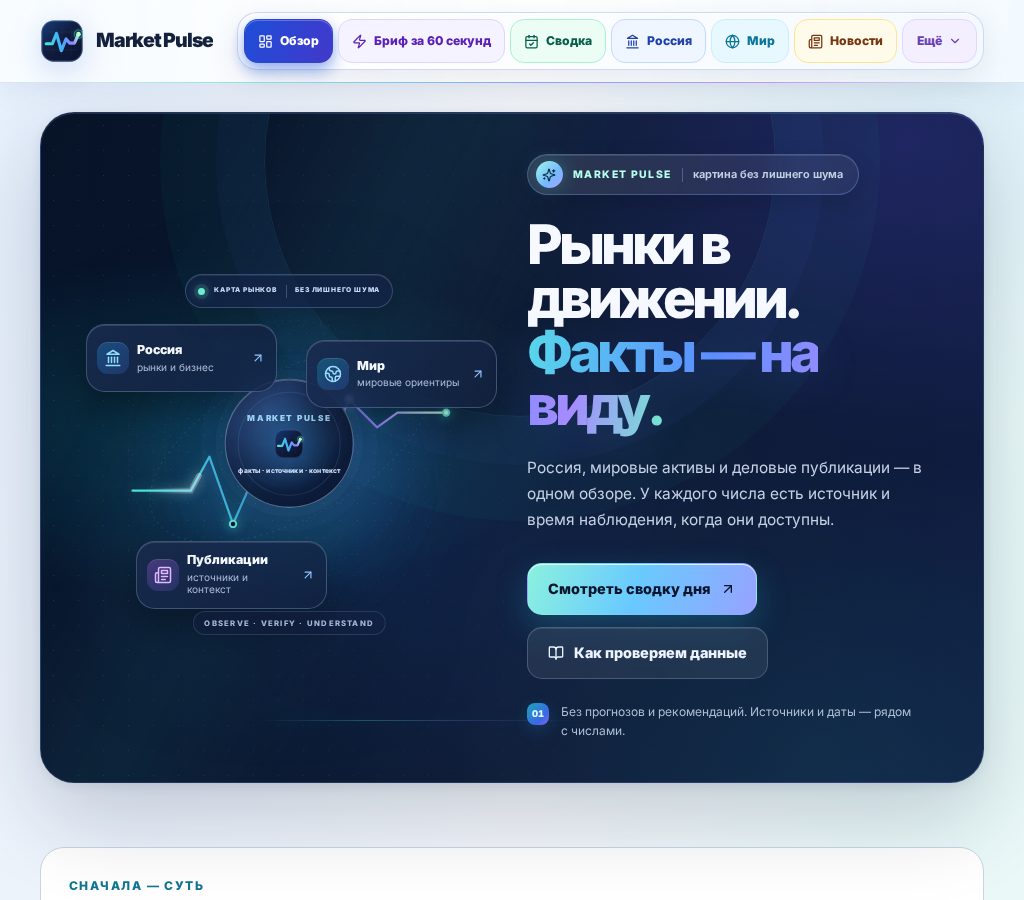 Market Pulse
Обзор
Бриф за 60 секунд
Сводка
Россия
Мир
Новости
Ещё
MARKET PULSE
картина без лишнего шума
Рынки в
движении.
Факты — на
виду.
Россия, мировые активы и деловые публикации — в
одном обзоре. У каждого числа есть источник и
время наблюдения, когда они доступны.
Смотреть сводку дня
Как проверяем данные
01
Без прогнозов и рекомендаций. Источники и даты — рядом
с числами.
КАРТА РЫНКОВ
БЕЗ ЛИШНЕГО ШУМА
Россия
рынки и бизнес
Мир
мировые ориентиры
MARKET PULSE
факты · источники · контекст
Публикации
источники и
контекст
OBSERVE · VERIFY · UNDERSTAND
СНАЧАЛА — СУТЬ